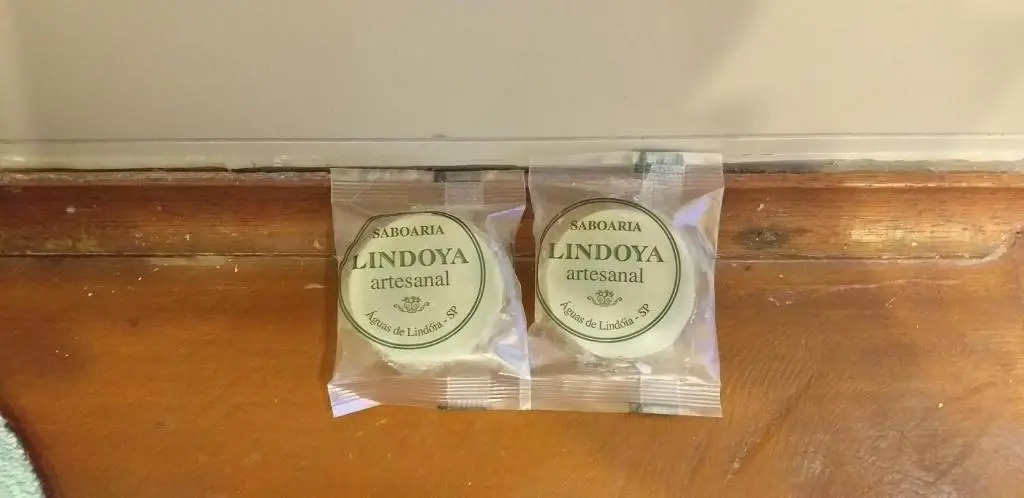 SABOARIA
LINDOYA
artesanal
Águas de Lindóia - SP
SABOARIA
LINDOYA
artesanal
Águas de Lindóia - SP